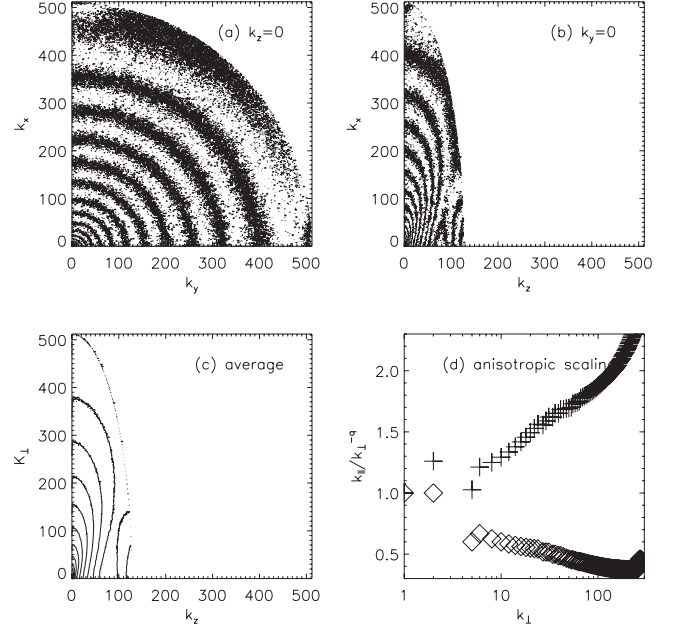 500
400
300
200
100
0
k_x
(a) k_z=0
0 100 200 300 400 500
k_y
500
400
300
200
100
0
k_x
(b) k_y=0
0 100 200 300 400 500
k_z
500
400
300
200
100
0
K_⊥
(c) average
0 100 200 300 400 500
k_z
2.0
1.5
1.0
0.5
k_∥/k_⊥^-q
(d) anisotropic scalin
1 10 100
k_⊥